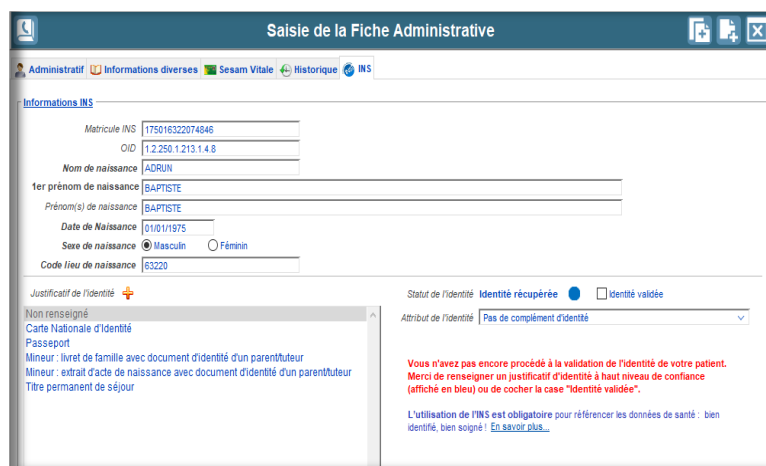 Saisie de la Fiche Administrative
Administratif Informations diverses Sesam Vitale Historique INS
Informations INS
Matricule INS 175016322074846
OID 1.2.250.1.213.1.4.8
Nom de naissance ADRUN
1er prénom de naissance BAPTISTE
Prénom(s) de naissance BAPTISTE
Date de Naissance 01/01/1975
Sexe de naissance Masculin Féminin
Code lieu de naissance 63220
Justificatif de l'identité
Non renseigné
Carte Nationale d'Identité
Passeport
Mineur : livret de famille avec document d'identité d'un parent/tuteur
Mineur : extrait d'acte de naissance avec document d'identité d'un parent/tuteur
Titre permanent de séjour
Statut de l'identité Identité récupérée Identité validée
Attribut de l'identité Pas de complément d'identité
Vous n'avez pas encore procédé à la validation de l'identité de votre patient.
Merci de renseigner un justificatif d'identité à haut niveau de confiance
(affiché en bleu) ou de cocher la case "Identité validée".
L'utilisation de l'INS est obligatoire pour référencer les données de santé : bien
identifié, bien soigné ! En savoir plus...